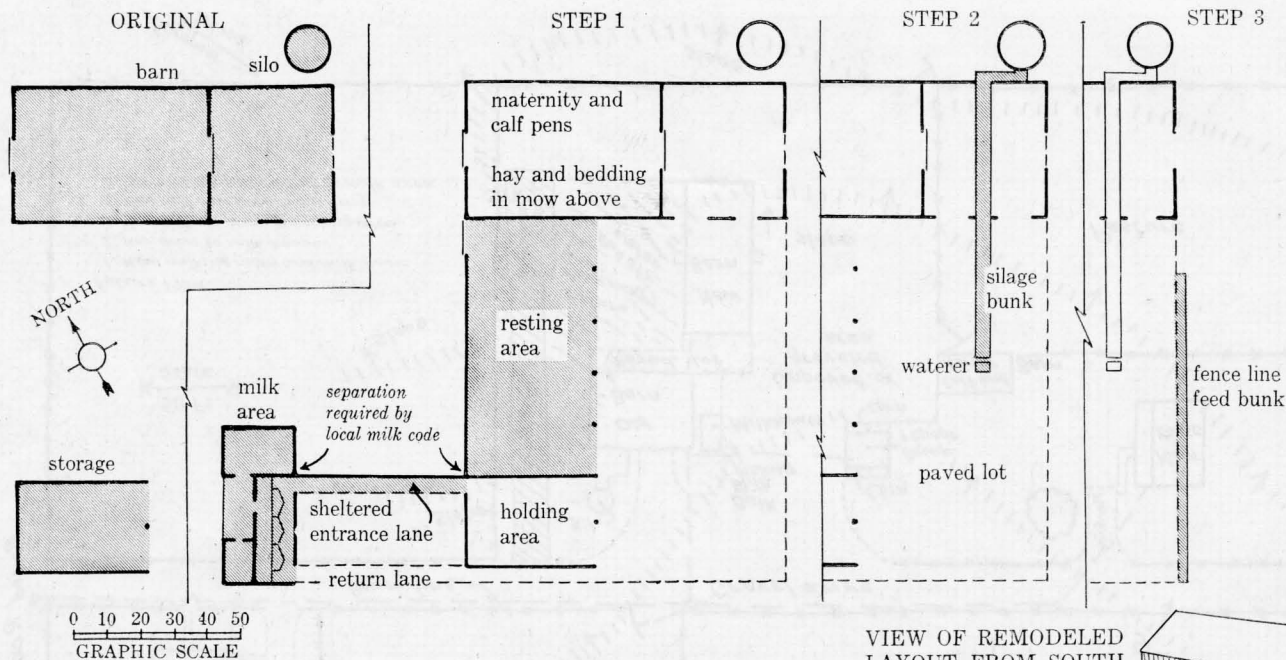 ORIGINAL
STEP 1
STEP 2
STEP 3
barn
silo
maternity and
calf pens
hay and bedding
in mow above
NORTH
resting
area
silage
bunk
waterer
fence line
feed bunk
milk
area
separation
required by
local milk code
storage
sheltered
entrance lane
holding
area
paved lot
return lane
0 10 20 30 40 50
GRAPHIC SCALE
VIEW OF REMODELED
LAYOUT FROM SOUTH